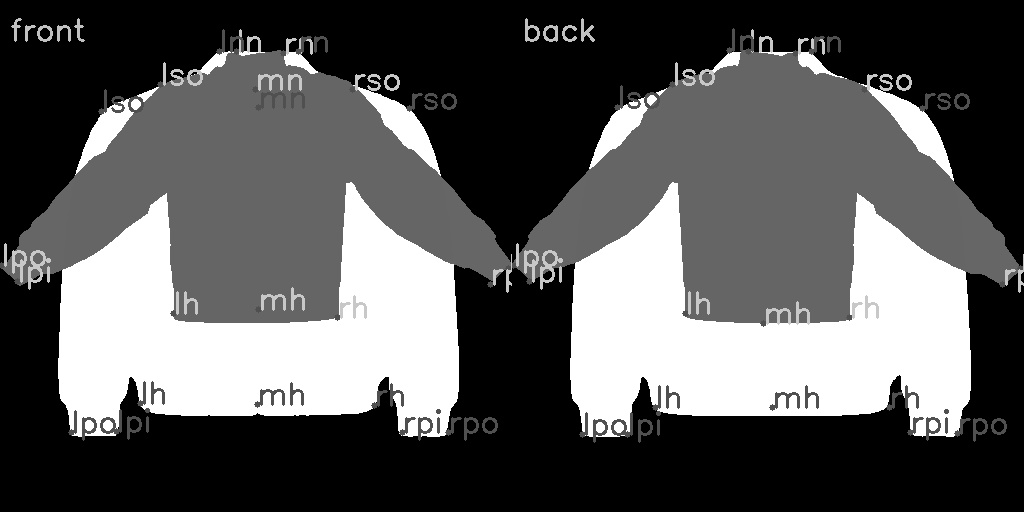 front back
ln ln rn rn ln ln rn rn
lso mn rso lso rso
lso mn rso lso rso
lpo lpo
lpi rp lpi rp
lh mh rh lh mh rh
lh mh rh lh mh rh
lpo lpi rpi rpo lpo lpi rpi rpo